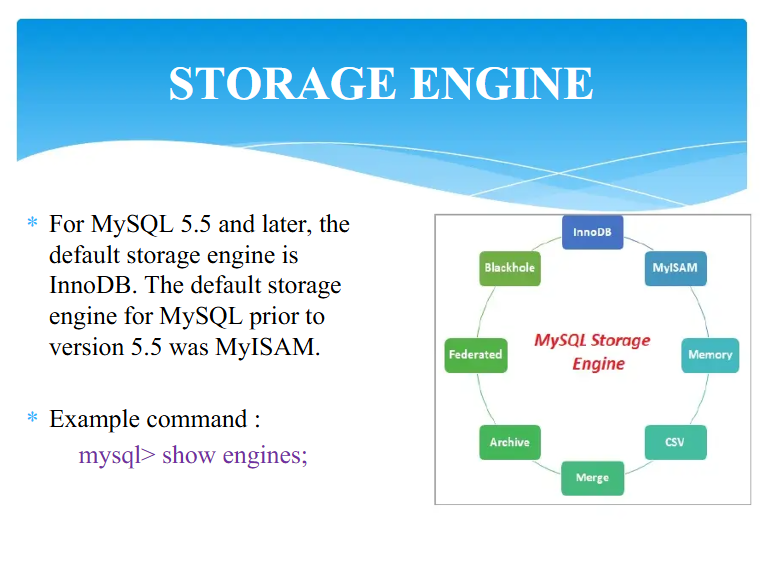 STORAGE ENGINE
* For MySQL 5.5 and later, the
default storage engine is
InnoDB. The default storage
engine for MySQL prior to
version 5.5 was MyISAM.
* Example command :
mysql> show engines;
InnoDB
Blackhole
MyISAM
Federated
MySQL Storage
Engine
Memory
Archive
CSV
Merge